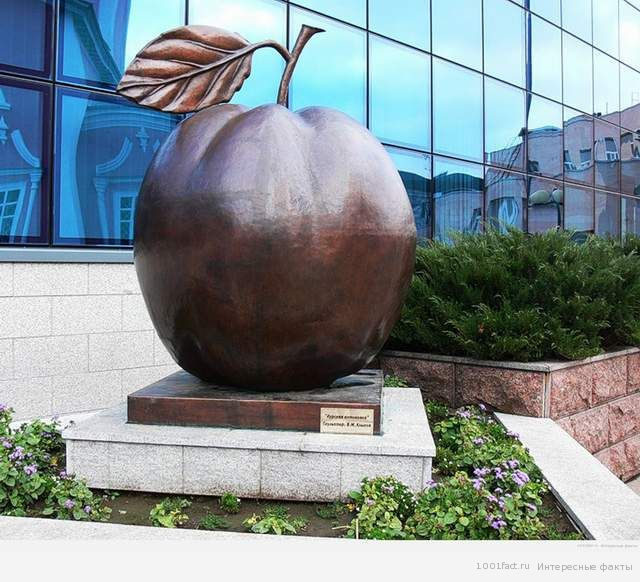 "Курская антоновка"
Скульптор: В.М. Клыков
1001fact.ru Интересные факты